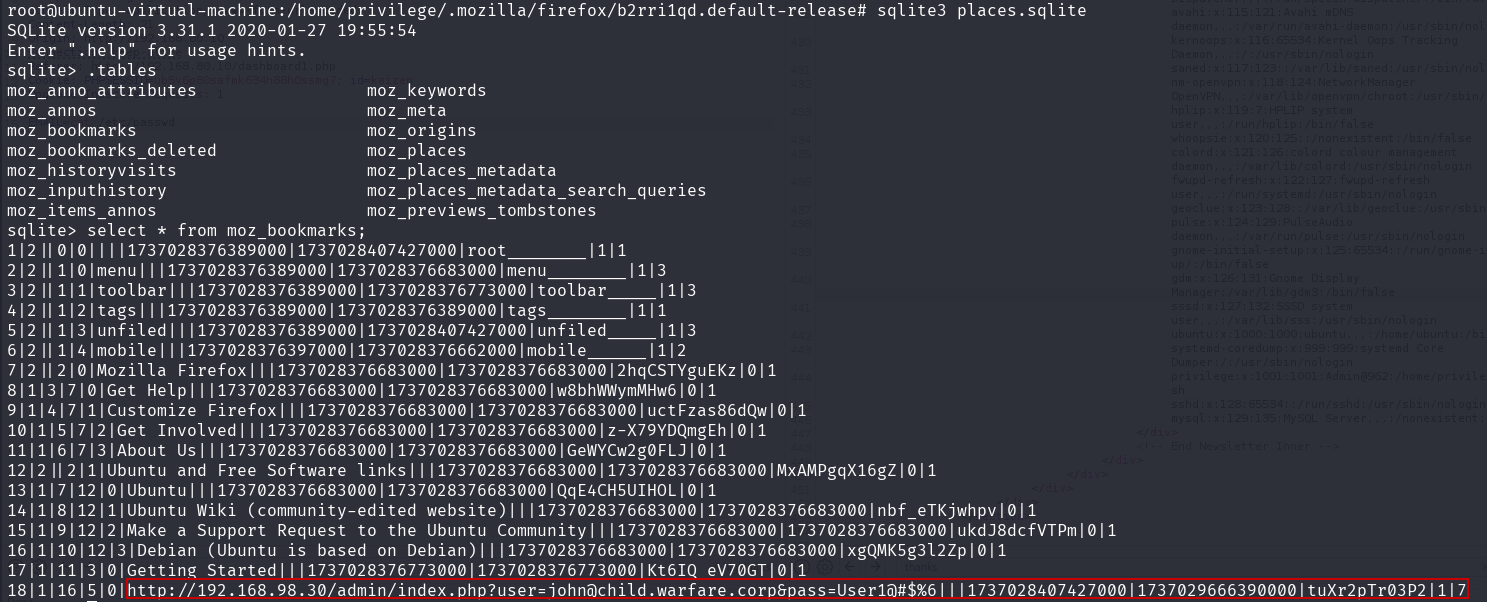 root@ubuntu-virtual-machine:/home/privilege/.mozilla/firefox/b2rri1qd.default-release# sqlite3 places.sqlite
SQLite version 3.31.1 2020-01-27 19:55:54
Enter ".help" for usage hints.
sqlite> .tables
moz_anno_attributes moz_keywords
moz_annos moz_meta
moz_bookmarks moz_origins
moz_bookmarks_deleted moz_places
moz_historyvisits moz_places_metadata
moz_inputhistory moz_places_metadata_search_queries
moz_items_annos moz_previews_tombstones
sqlite> select * from moz_bookmarks;
1|2||0|0||||1737028376389000|1737028407427000|root________|1|1
2|2||1|0|menu|||1737028376389000|1737028376683000|menu________|1|3
3|2||1|1|toolbar|||1737028376389000|1737028376773000|toolbar_____|1|3
4|2||1|2|tags|||1737028376389000|1737028376389000|tags________|1|1
5|2||1|3|unfiled|||1737028376389000|1737028407427000|unfiled_____|1|3
6|2||1|4|mobile|||1737028376397000|1737028376662000|mobile______|1|2
7|2||2|0|Mozilla Firefox|||1737028376683000|1737028376683000|2hqCSTYguEKz|0|1
8|1|3|7|0|Get Help|||1737028376683000|1737028376683000|w8bhWWymMHw6|0|1
9|1|4|7|1|Customize Firefox|||1737028376683000|1737028376683000|uctFzas86dQw|0|1
10|1|5|7|2|Get Involved|||1737028376683000|1737028376683000|z-X79YDQmgEh|0|1
11|1|6|7|3|About Us|||1737028376683000|1737028376683000|GeWYCw2g0FLJ|0|1
12|2||2|1|Ubuntu and Free Software links|||1737028376683000|1737028376683000|MxAMPgqX16gZ|0|1
13|1|7|12|0|Ubuntu|||1737028376683000|1737028376683000|QqE4CH5UIHOL|0|1
14|1|8|12|1|Ubuntu Wiki (community-edited website)|||1737028376683000|1737028376683000|nbf_eTKjwhpv|0|1
15|1|9|12|2|Make a Support Request to the Ubuntu Community|||1737028376683000|1737028376683000|ukdJ8dcfVTPm|0|1
16|1|10|12|3|Debian (Ubuntu is based on Debian)|||1737028376683000|1737028376683000|xgQMK5g3l2Zp|0|1
17|1|11|3|0|Getting Started|||1737028376773000|1737028376773000|Kt6IQ_eV70GT|0|1
18|1|16|5|0|http://192.168.98.30/admin/index.php?user=john@child.warfare.corp&pass=User1@#$%6|||1737028407427000|1737029666390000|tuXr2pTr03P2|1|7